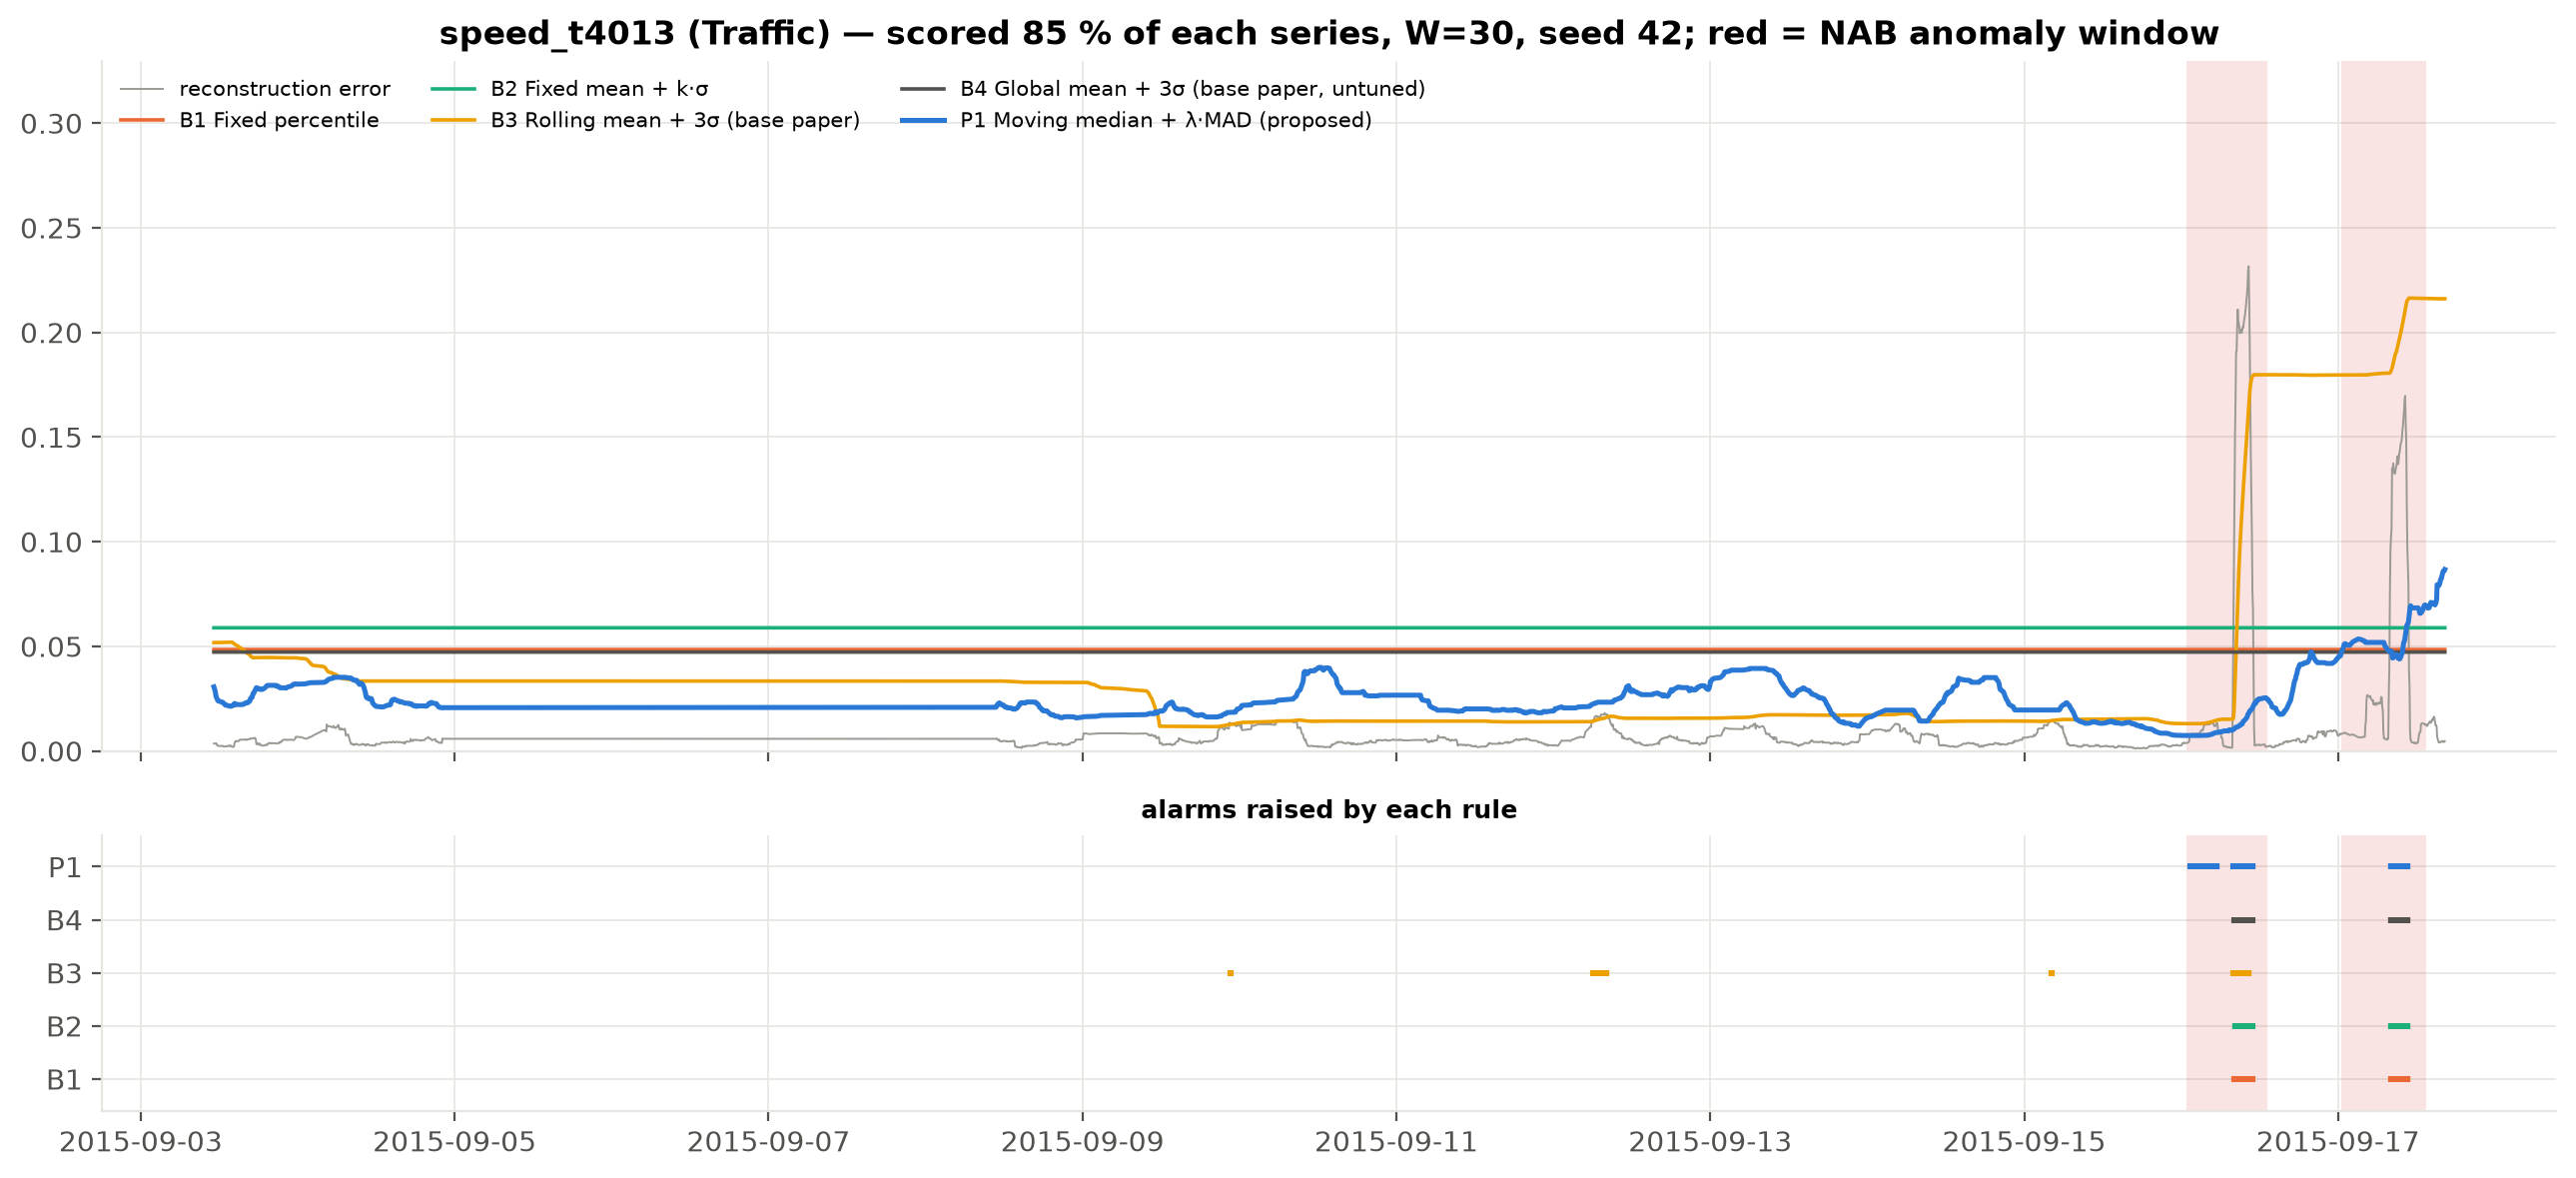 speed_t4013 (Traffic) — scored 85 % of each series, W=30, seed 42; red = NAB anomaly window
reconstruction error
B1 Fixed percentile
B2 Fixed mean + k·σ
B3 Rolling mean + 3σ (base paper)
B4 Global mean + 3σ (base paper, untuned)
P1 Moving median + λ·MAD (proposed)
0.30
0.25
0.20
0.15
0.10
0.05
0.00
alarms raised by each rule
P1
B4
B3
B2
B1
2015-09-03 2015-09-05 2015-09-07 2015-09-09 2015-09-11 2015-09-13 2015-09-15 2015-09-17